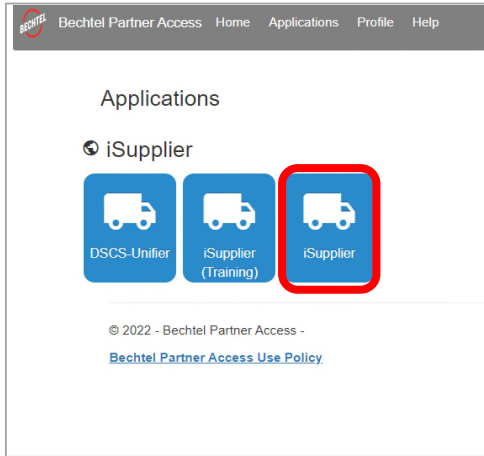 BECHTEL Bechtel Partner Access Home Applications Profile Help
Applications
iSupplier
DSCS-Unifier iSupplier iSupplier
(Training)
© 2022 - Bechtel Partner Access -
Bechtel Partner Access Use Policy